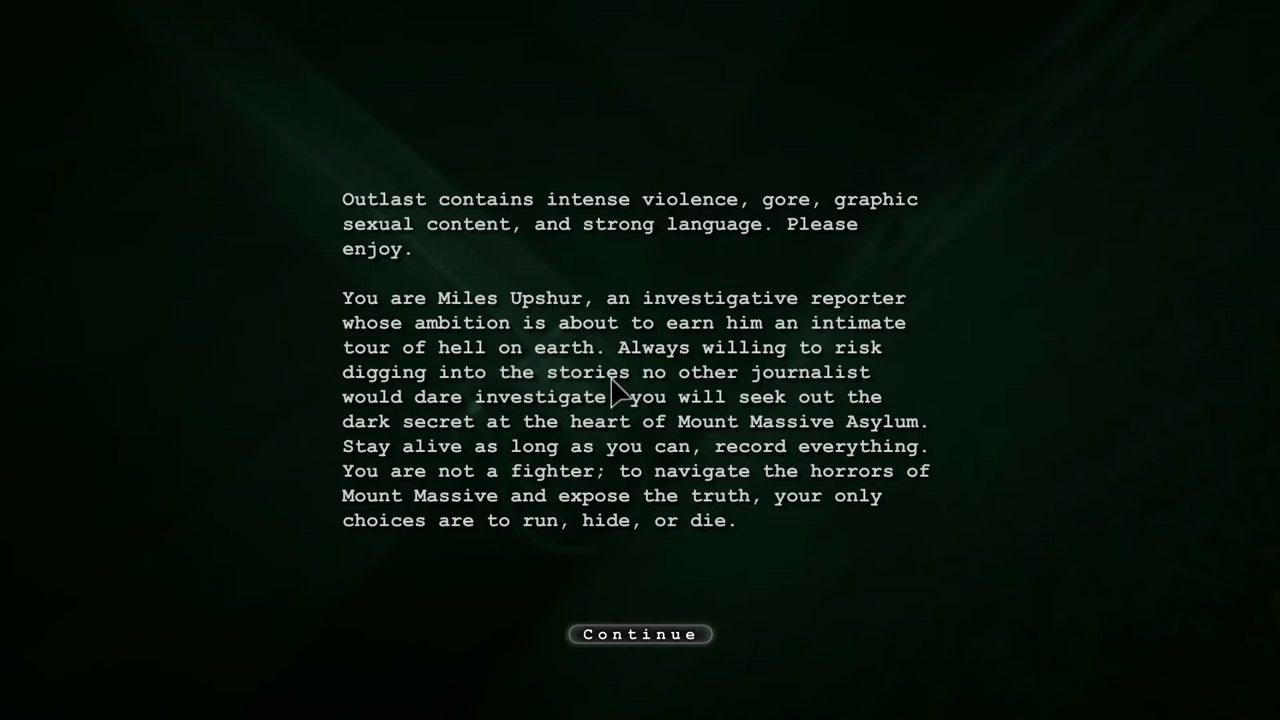 Outlast contains intense violence, gore, graphic
sexual content, and strong language. Please
enjoy.
You are Miles Upshur, an investigative reporter
whose ambition is about to earn him an intimate
tour of hell on earth. Always willing to risk
digging into the stories no other journalist
would dare investigate, you will seek out the
dark secret at the heart of Mount Massive Asylum.
Stay alive as long as you can, record everything.
You are not a fighter; to navigate the horrors of
Mount Massive and expose the truth, your only
choices are to run, hide, or die.
Continue